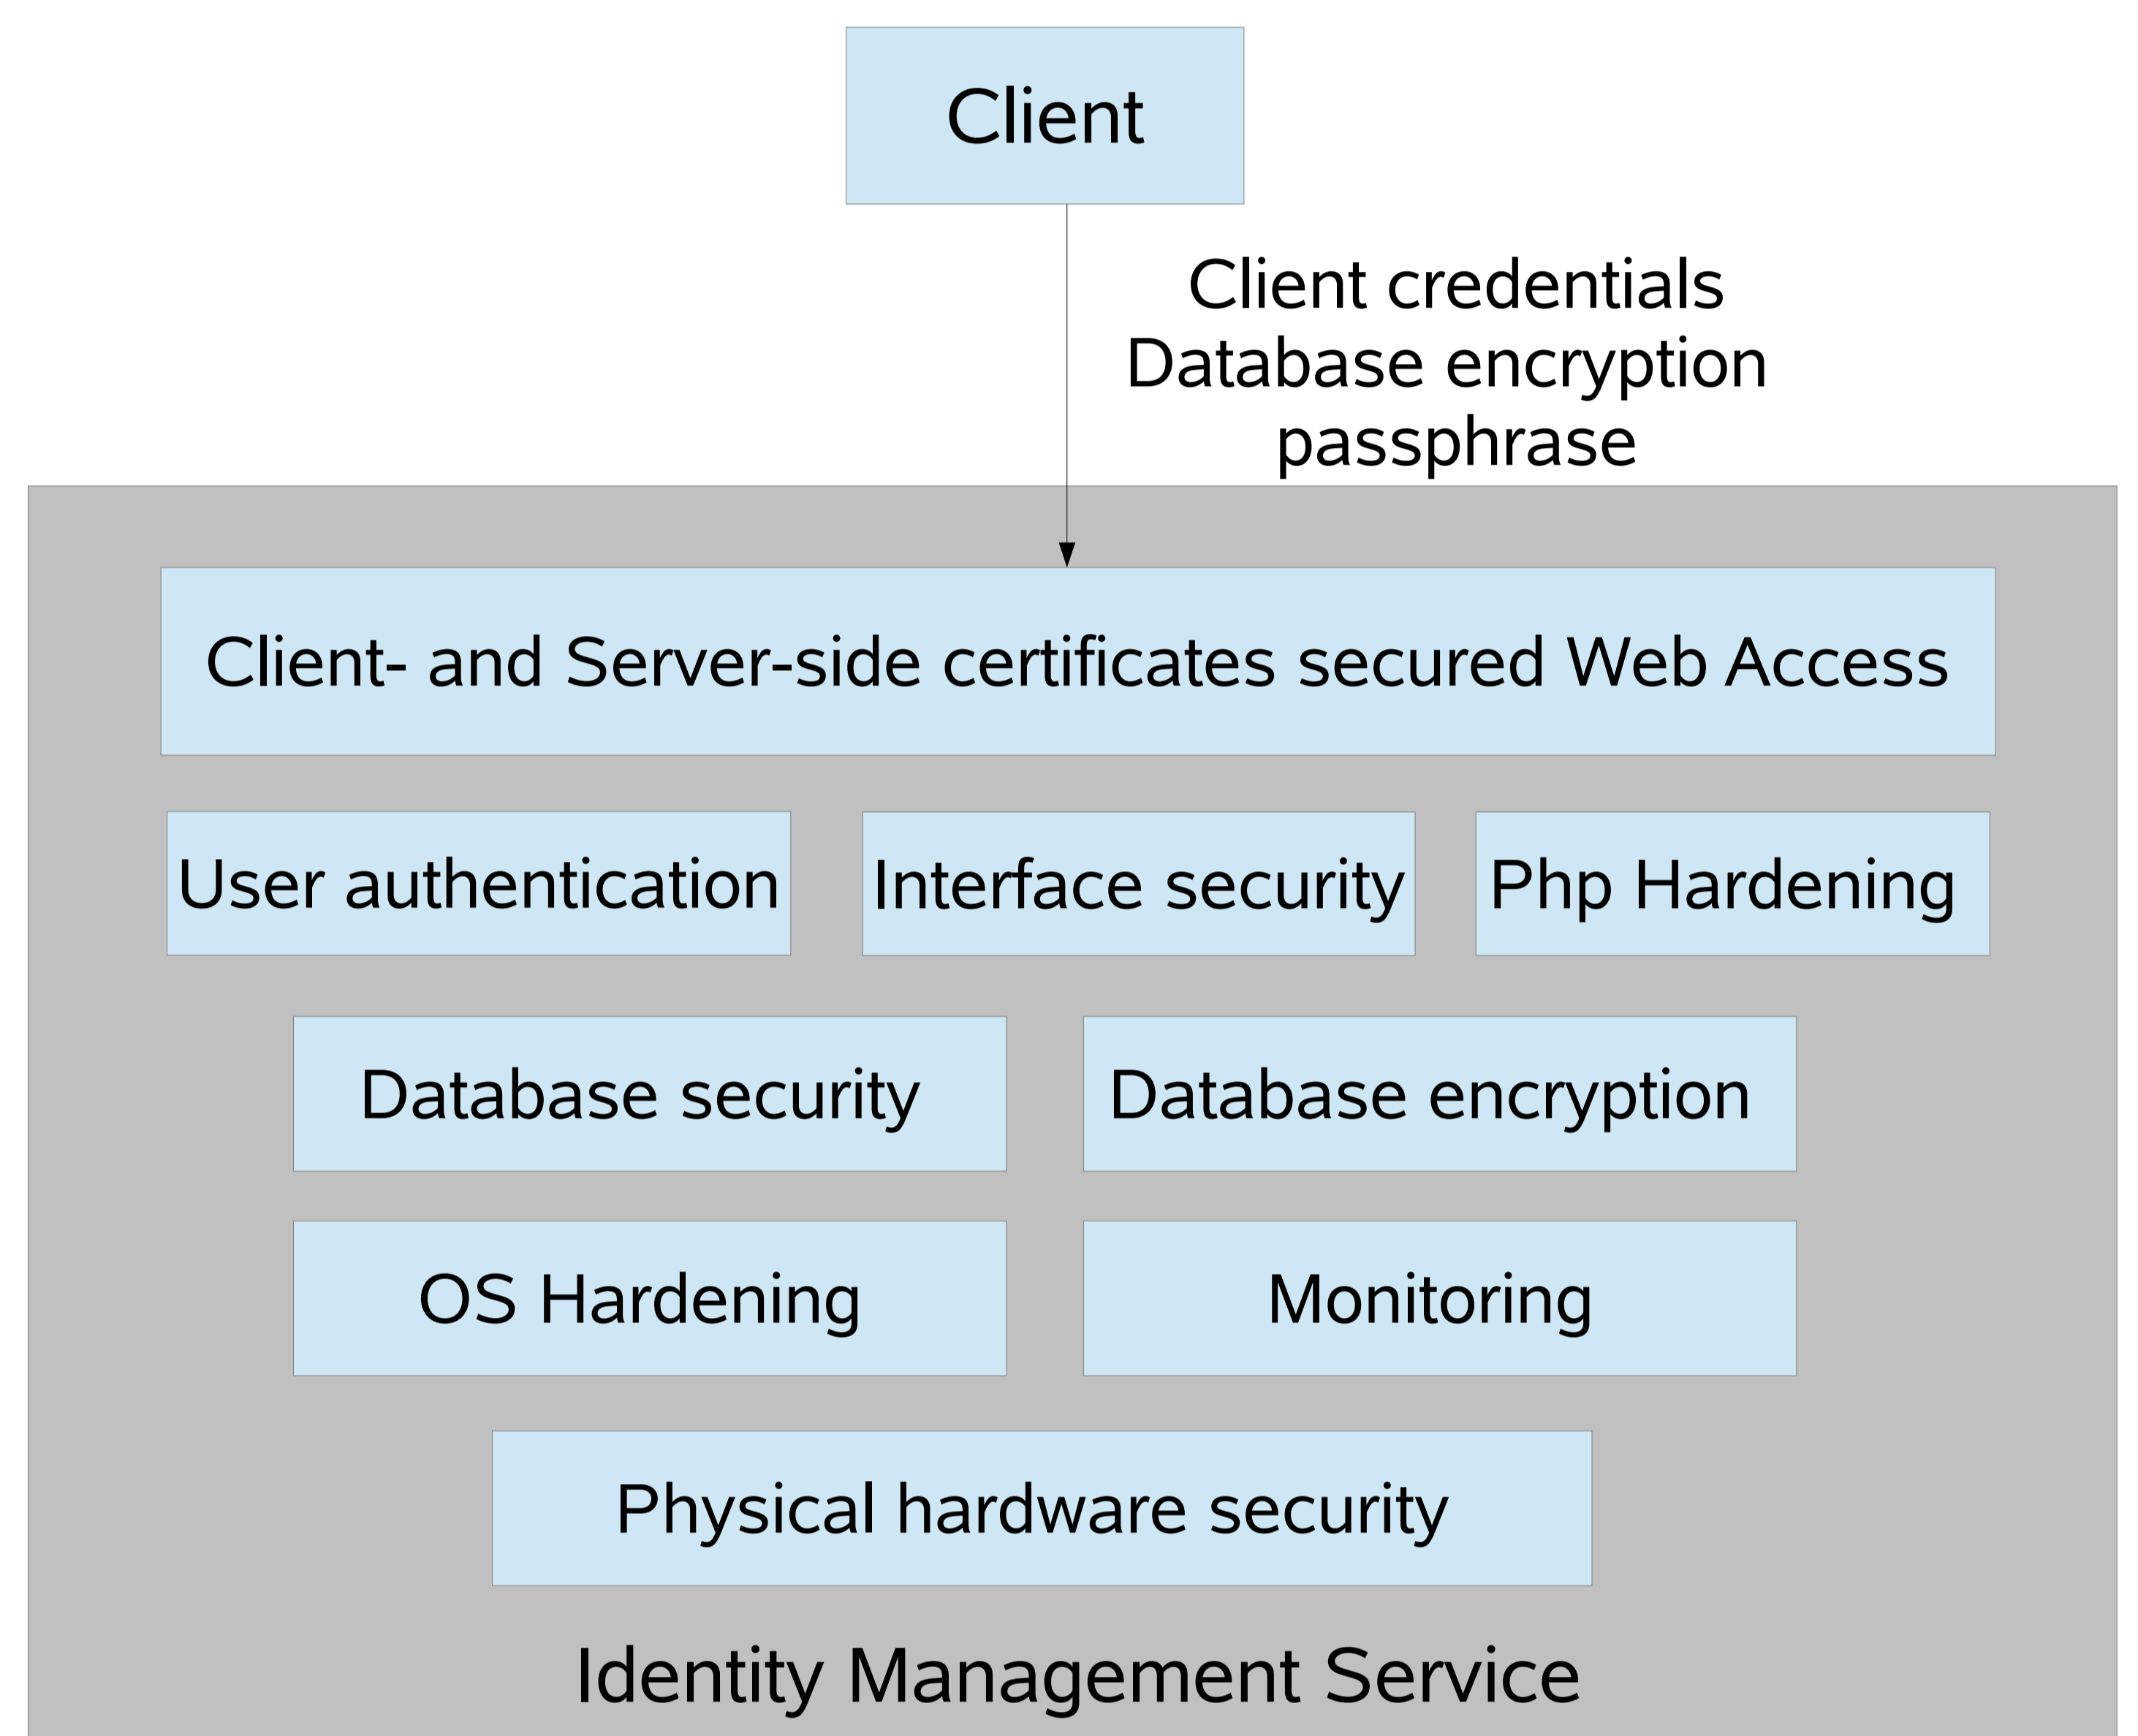 Client
Client credentials
Database encryption
passphrase
Client- and Server-side certificates secured Web Access
User authentication
Interface security
Php Hardening
Database security
Database encryption
OS Hardening
Monitoring
Physical hardware security
Identity Management Service